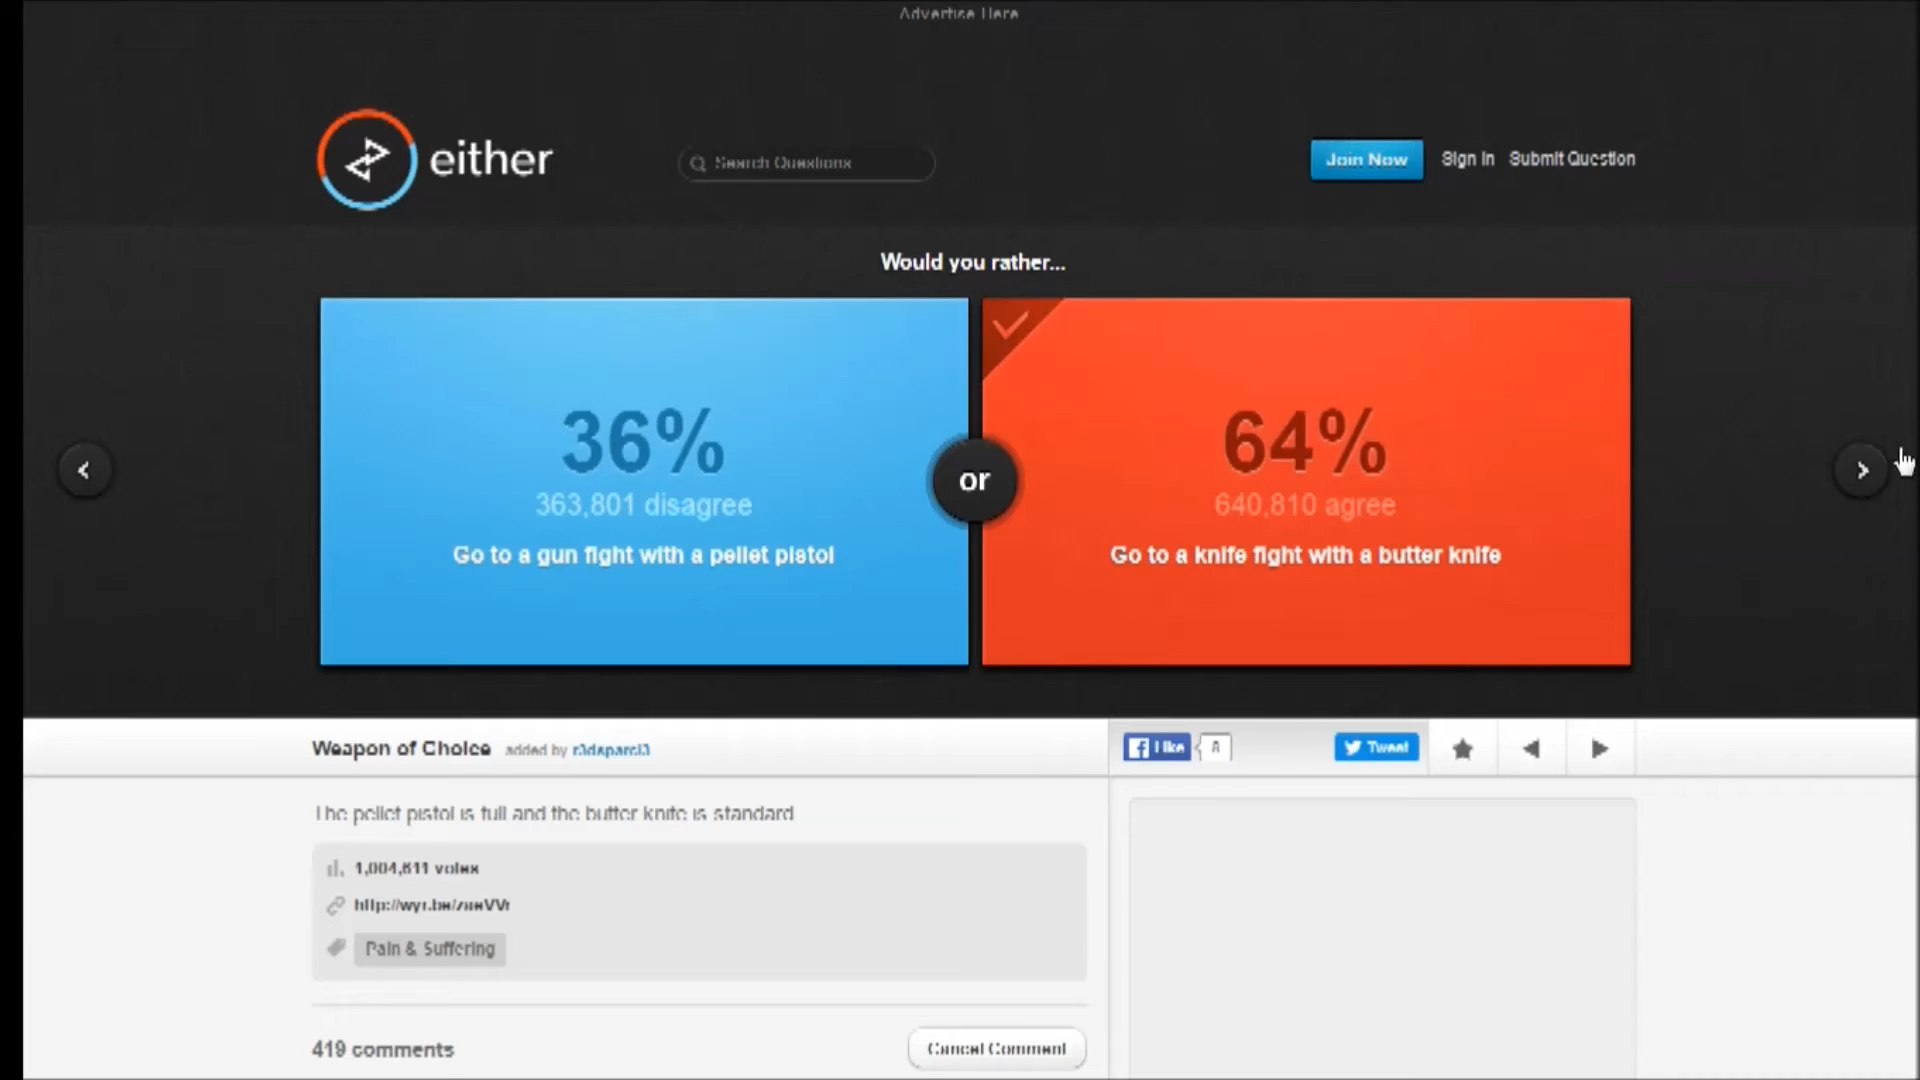 Advertise Here
either
Search Questions
Join Now
Sign In
Submit Question
Would you rather...
36%
363,801 disagree
Go to a gun fight with a pellet pistol
or
64%
640,810 agree
Go to a knife fight with a butter knife
Weapon of Choice added by
Like
Tweet
The pellet pistol is full and the butter knife is standard
1,004,611 votes
Pain & Suffering
419 comments
Cancel Comment